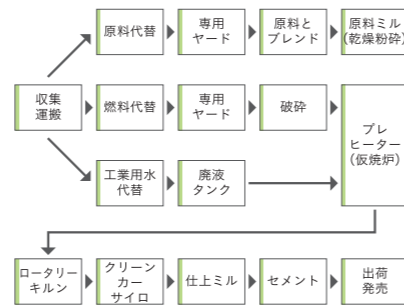 原料代替
専用
ヤード
原料と
ブレンド
原料ミル
(乾燥粉砕)
収集
運搬
燃料代替
専用
ヤード
破砕
プレ
ヒーター
(仮焼炉)
工業用水
代替
廃液
タンク
ロータリー
キルン
クリーン
カー
サイロ
仕上ミル
セメント
出荷
発売